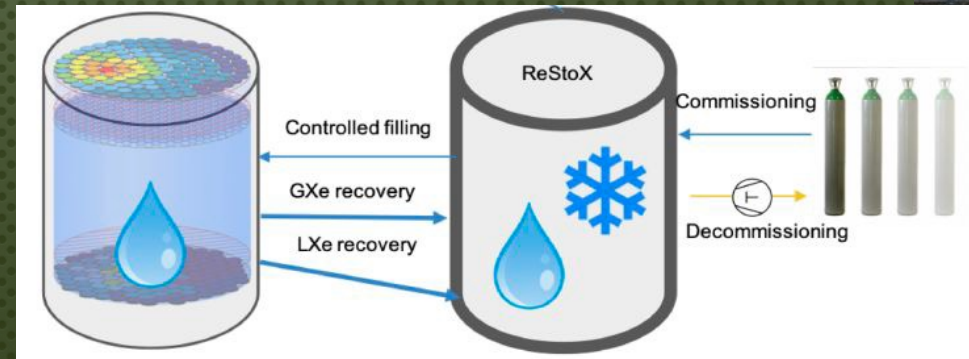 ReStoX
Commissioning
Controlled filling
GXe recovery
LXe recovery
Decommissioning